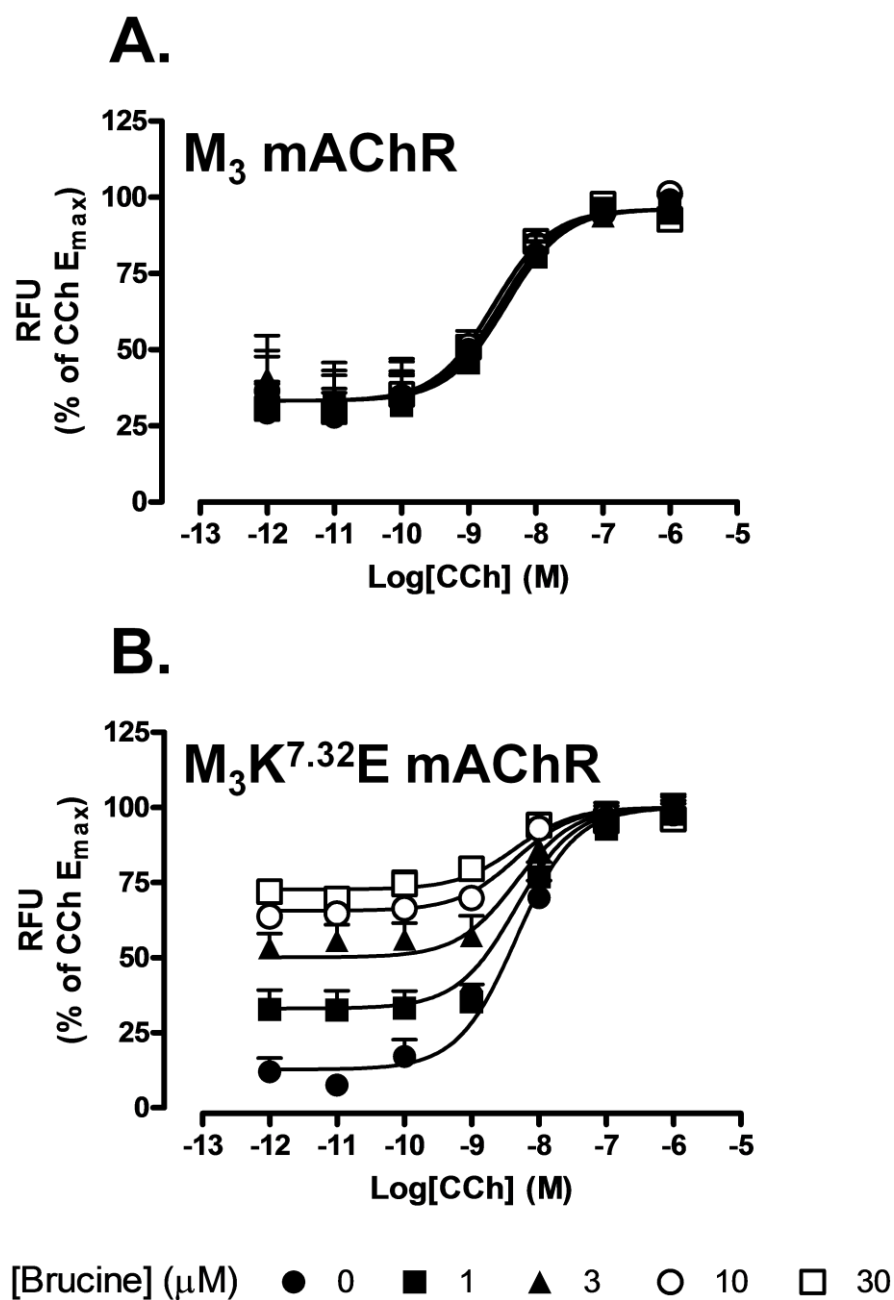 A.
M₃ mAChR
RFU
(% of CCh Eₘₐₓ)
125
100
75
50
25
0
-13 -12 -11 -10 -9 -8 -7 -6 -5
Log[CCh] (M)
B.
M₃K⁷·³²E mAChR
RFU
(% of CCh Eₘₐₓ)
125
100
75
50
25
0
-13 -12 -11 -10 -9 -8 -7 -6 -5
Log[CCh] (M)
[Brucine] (μM) ● 0 ■ 1 ▲ 3 ○ 10 □ 30